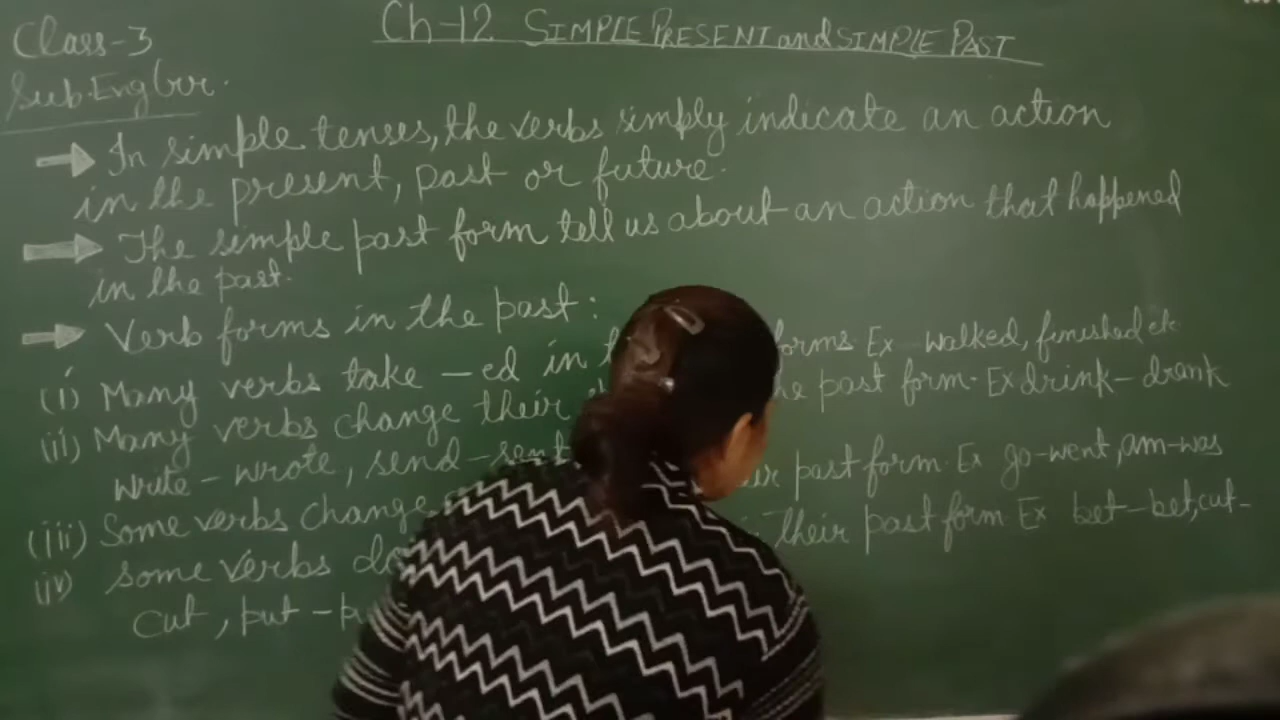 Class-3
Ch-12 SIMPLE PRESENT and SIMPLE PAST
Sub. Eng Gur.
→ In simple tenses, the verbs simply indicate an action
in the present, past or future.
→ The simple past form tell us about an action that happened
in the past.
→ Verb forms in the past:
(i) Many verbs take -ed in forms Ex walked, finished etc
(ii) Many verbs change their past form. Ex drink - drank
write - wrote, send - sent
(iii) Some verbs change past form. Ex go-went, am-was
(iv) some verbs their past form Ex bet-bet, cut-
cut, put -